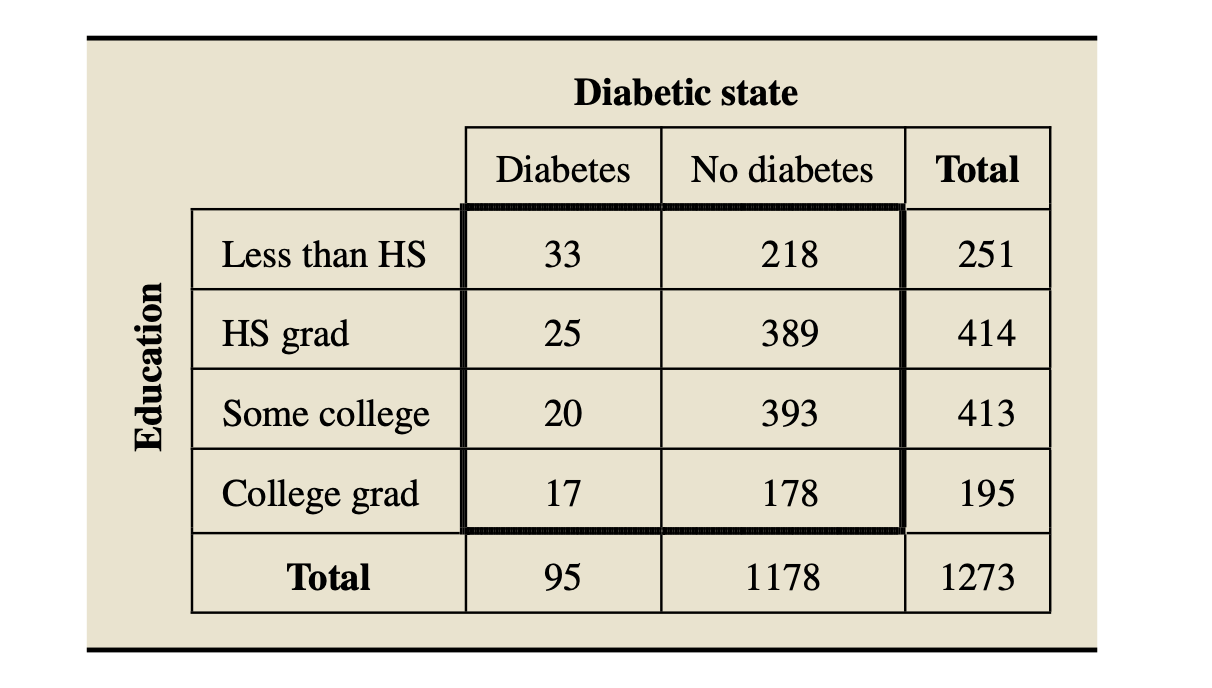 Diabetic state
Diabetes No diabetes Total
Education
Less than HS 33 218 251
HS grad 25 389 414
Some college 20 393 413
College grad 17 178 195
Total 95 1178 1273